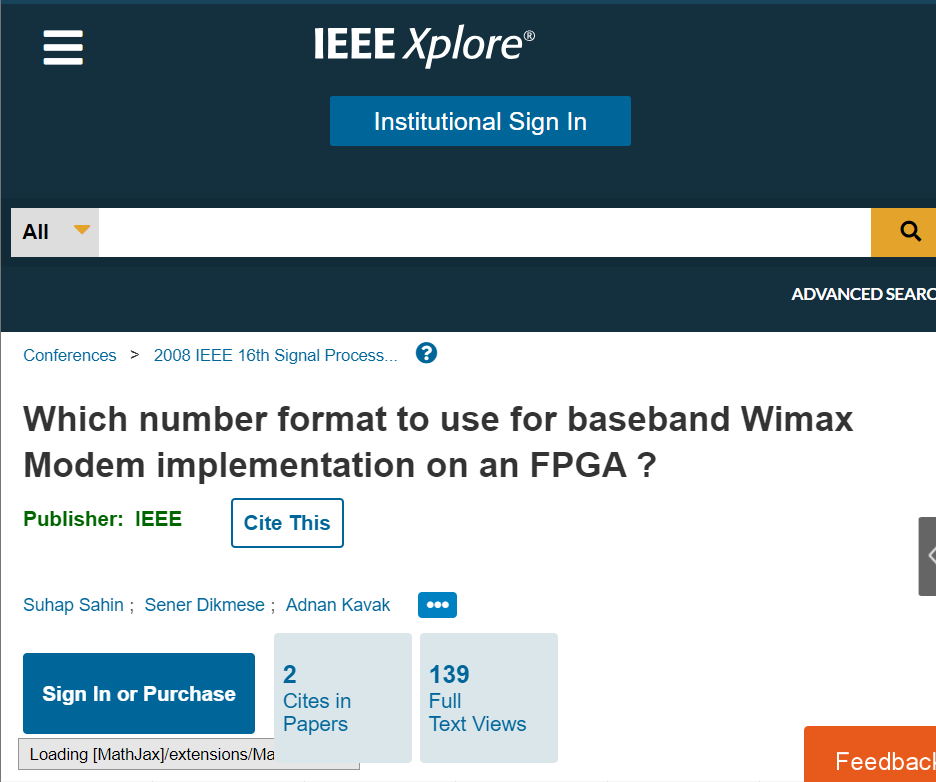 IEEE Xplore®
Institutional Sign In
All
ADVANCED SEARC
Conferences > 2008 IEEE 16th Signal Process... ?
Which number format to use for baseband Wimax
Modem implementation on an FPGA ?
Publisher: IEEE
Cite This
Suhap Sahin ; Sener Dikmese ; Adnan Kavak
Sign In or Purchase
2
Cites in
Papers
139
Full
Text Views
Loading [MathJax]/extensions/Ma
Feedback